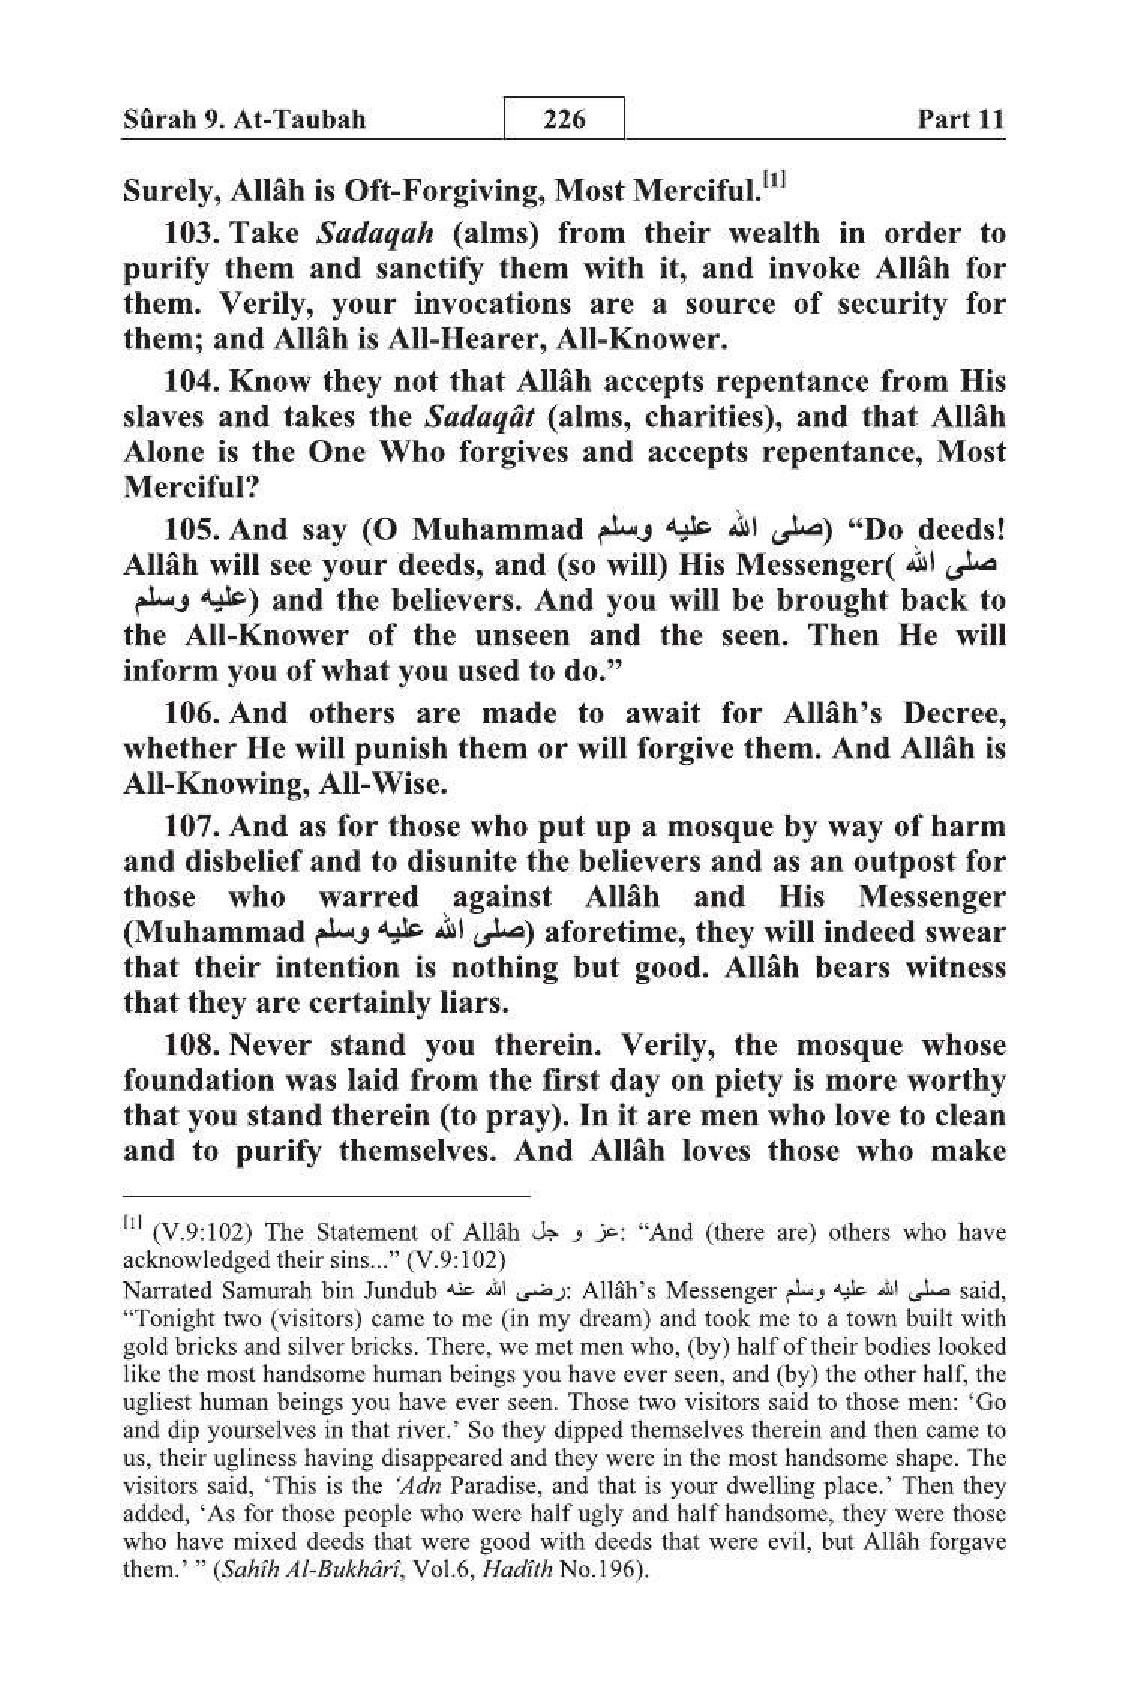 Sûrah 9. At-Taubah 226 Part 11
Surely, Allâh is Oft-Forgiving, Most Merciful.[1]
103. Take Sadaqah (alms) from their wealth in order to
purify them and sanctify them with it, and invoke Allâh for
them. Verily, your invocations are a source of security for
them; and Allâh is All-Hearer, All-Knower.
104. Know they not that Allâh accepts repentance from His
slaves and takes the Sadaqât (alms, charities), and that Allâh
Alone is the One Who forgives and accepts repentance, Most
Merciful?
105. And say (O Muhammad صلى الله عليه وسلم) “Do deeds!
Allâh will see your deeds, and (so will) His Messenger( صلى الله
عليه وسلم) and the believers. And you will be brought back to
the All-Knower of the unseen and the seen. Then He will
inform you of what you used to do.”
106. And others are made to await for Allâh’s Decree,
whether He will punish them or will forgive them. And Allâh is
All-Knowing, All-Wise.
107. And as for those who put up a mosque by way of harm
and disbelief and to disunite the believers and as an outpost for
those who warred against Allâh and His Messenger
(Muhammad صلى الله عليه وسلم) aforetime, they will indeed swear
that their intention is nothing but good. Allâh bears witness
that they are certainly liars.
108. Never stand you therein. Verily, the mosque whose
foundation was laid from the first day on piety is more worthy
that you stand therein (to pray). In it are men who love to clean
and to purify themselves. And Allâh loves those who make
[1] (V.9:102) The Statement of Allâh عز و جل: “And (there are) others who have
acknowledged their sins...” (V.9:102)
Narrated Samurah bin Jundub رضى الله عنه: Allâh’s Messenger صلى الله عليه وسلم said,
“Tonight two (visitors) came to me (in my dream) and took me to a town built with
gold bricks and silver bricks. There, we met men who, (by) half of their bodies looked
like the most handsome human beings you have ever seen, and (by) the other half, the
ugliest human beings you have ever seen. Those two visitors said to those men: ‘Go
and dip yourselves in that river.’ So they dipped themselves therein and then came to
us, their ugliness having disappeared and they were in the most handsome shape. The
visitors said, ‘This is the ‘Adn Paradise, and that is your dwelling place.’ Then they
added, ‘As for those people who were half ugly and half handsome, they were those
who have mixed deeds that were good with deeds that were evil, but Allâh forgave
them.’ ” (Sahîh Al-Bukhârî, Vol.6, Hadîth No.196).